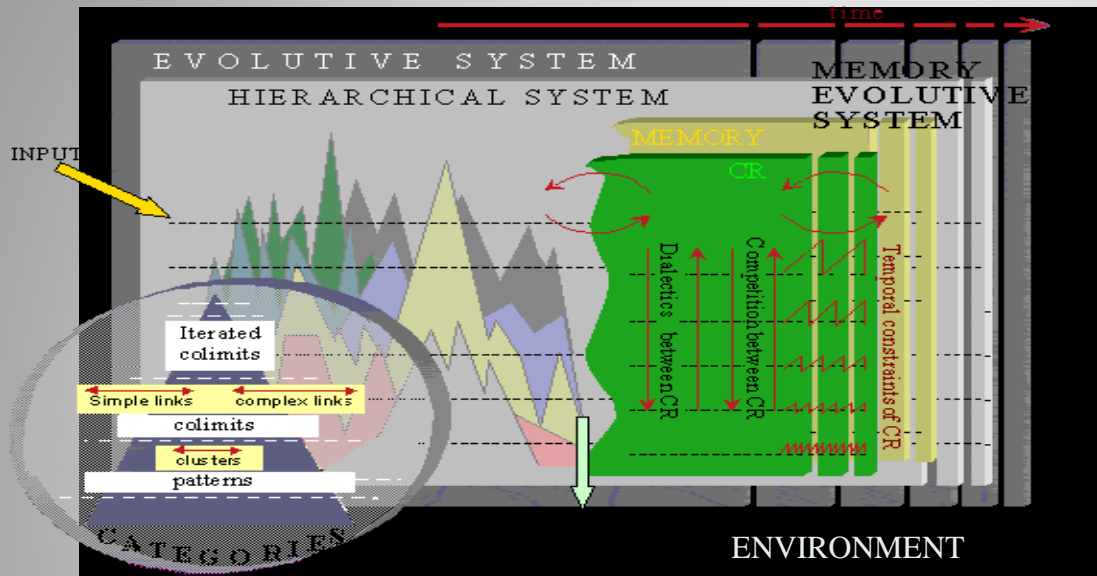 time
EVOLUTIVE SYSTEM
MEMORY
EVOLUTIVE
SYSTEM
HIERARCHICAL SYSTEM
MEMORY
INPUT
CR
Dialectics between CR
Competition between CR
Temporal constraints of CR
Iterated
colimits
Simple links
complex links
colimits
clusters
patterns
CATEGORIES
ENVIRONMENT